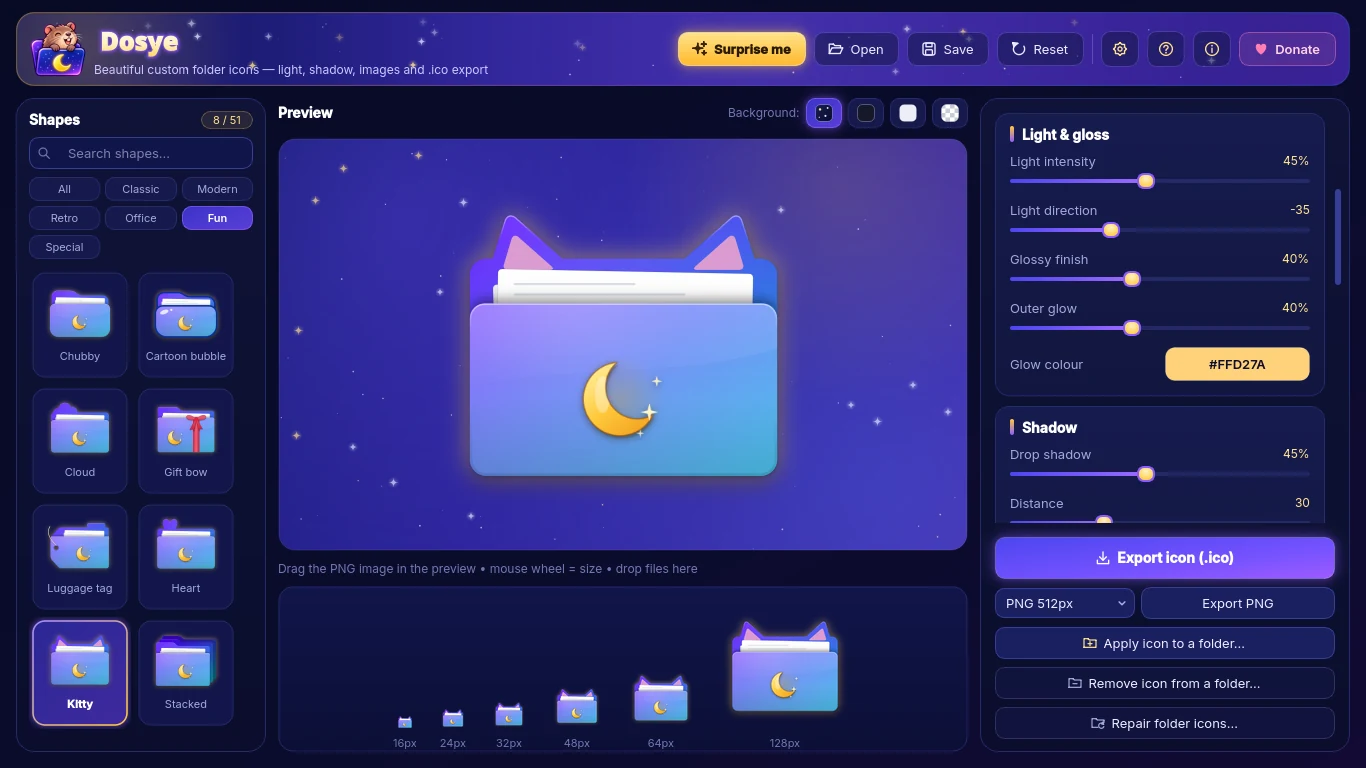 Dosye
Beautiful custom folder icons — light, shadow, images and .ico export
Surprise me
Open
Save
Reset
Donate
Shapes
8 / 51
Search shapes...
All
Classic
Modern
Retro
Office
Fun
Special
Chubby
Cartoon bubble
Cloud
Gift bow
Luggage tag
Heart
Kitty
Stacked
Preview
Background:
Drag the PNG image in the preview • mouse wheel = size • drop files here
16px
24px
32px
48px
64px
128px
Light & gloss
Light intensity
45%
Light direction
-35
Glossy finish
40%
Outer glow
40%
Glow colour
#FFD27A
Shadow
Drop shadow
45%
Distance
30
Export icon (.ico)
PNG 512px
Export PNG
Apply icon to a folder...
Remove icon from a folder...
Repair folder icons...